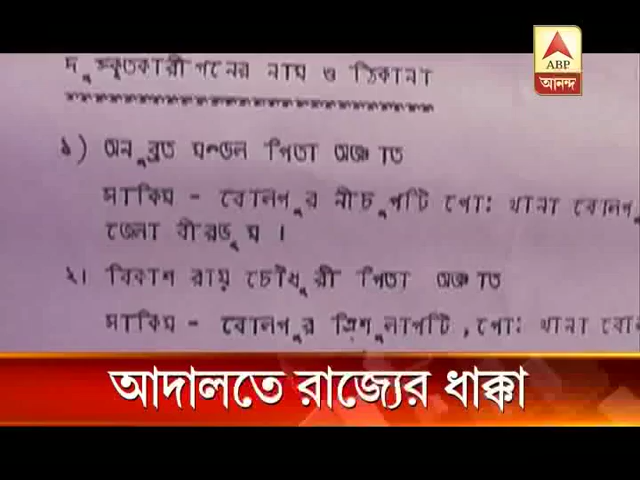 ABP
আনন্দ
দুস্কৃতকারীগনের নাম ও ঠিকানা
১) অনুব্রত মণ্ডল পিতা অজ্ঞাত
সাকিম - বোলপুর নীচুপটি পো: থানা বোলপু
জেলা বীরভূম ।
২। বিকাশ রায় চৌধুরী পিতা অজ্ঞাত
সাকিম - বোলপুর ত্রিশুলাপটি , পো: থানা বোল
আদালতে রাজ্যের ধাক্কা